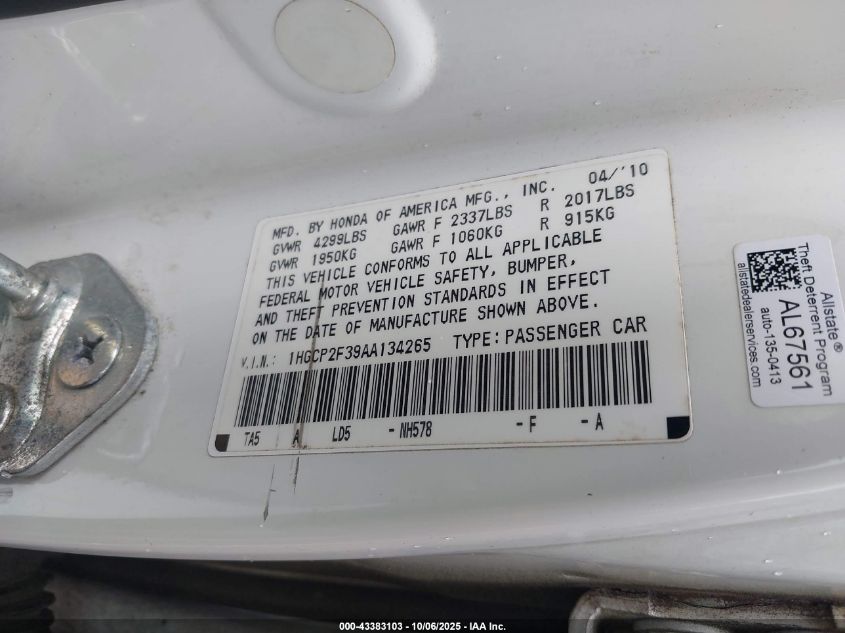 MFD. BY HONDA OF AMERICA MFG., INC. 04/'10
GVWR 4299LBS GAWR F 2337LBS R 2017LBS
GVWR 1950KG GAWR F 1060KG R 915KG
THIS VEHICLE CONFORMS TO ALL APPLICABLE
FEDERAL MOTOR VEHICLE SAFETY, BUMPER,
AND THEFT PREVENTION STANDARDS IN EFFECT
ON THE DATE OF MANUFACTURE SHOWN ABOVE.
V.I.N.: 1HGCP2F39AA134265 TYPE: PASSENGER CAR
TA5 A LD5 -NH578 -F -A
Allstate ®
Theft Deterrent Program
AL67561
auto-135-0413
allstatedealerservices.com
000-43383103 - 10/06/2025 - IAA Inc.